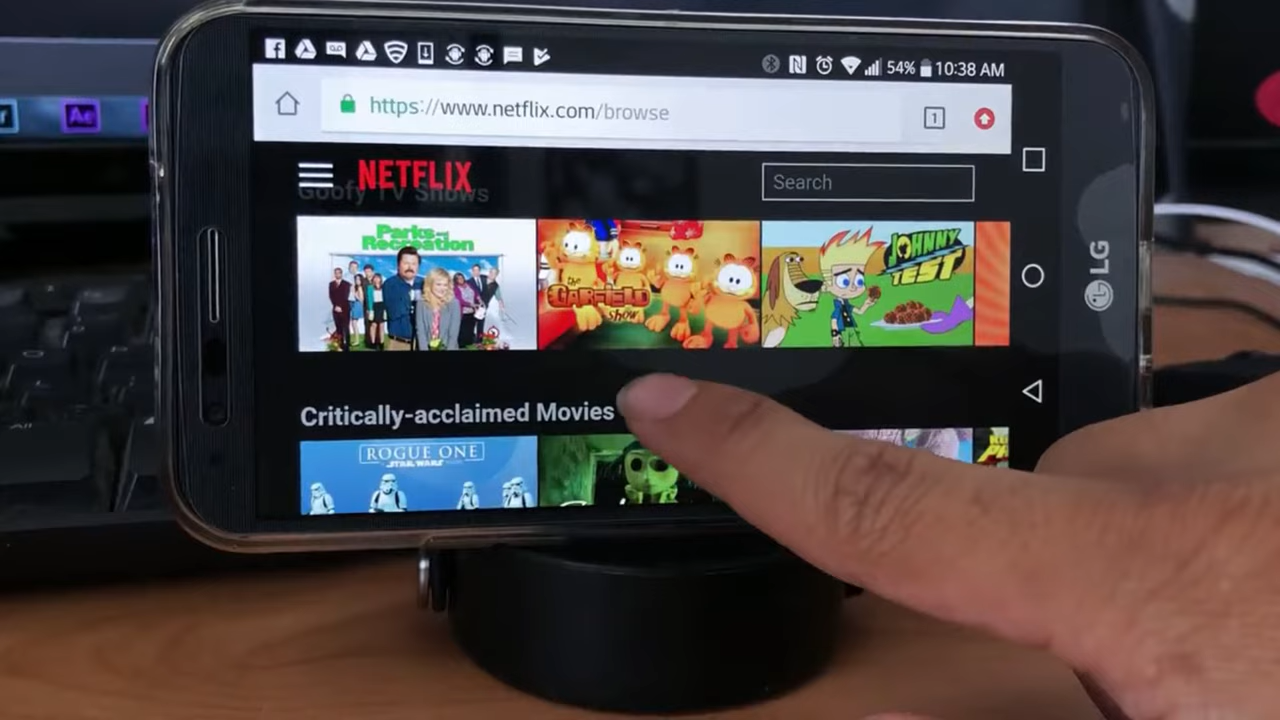 54% 10:38 AM
https://www.netflix.com/browse
1
NETFLIX
Search
Goofy TV Shows
Parks and Recreation
the GARFIELD show
JOHNNY TEST
Critically-acclaimed Movies
ROGUE ONE
STAR WARS
LG
Ae